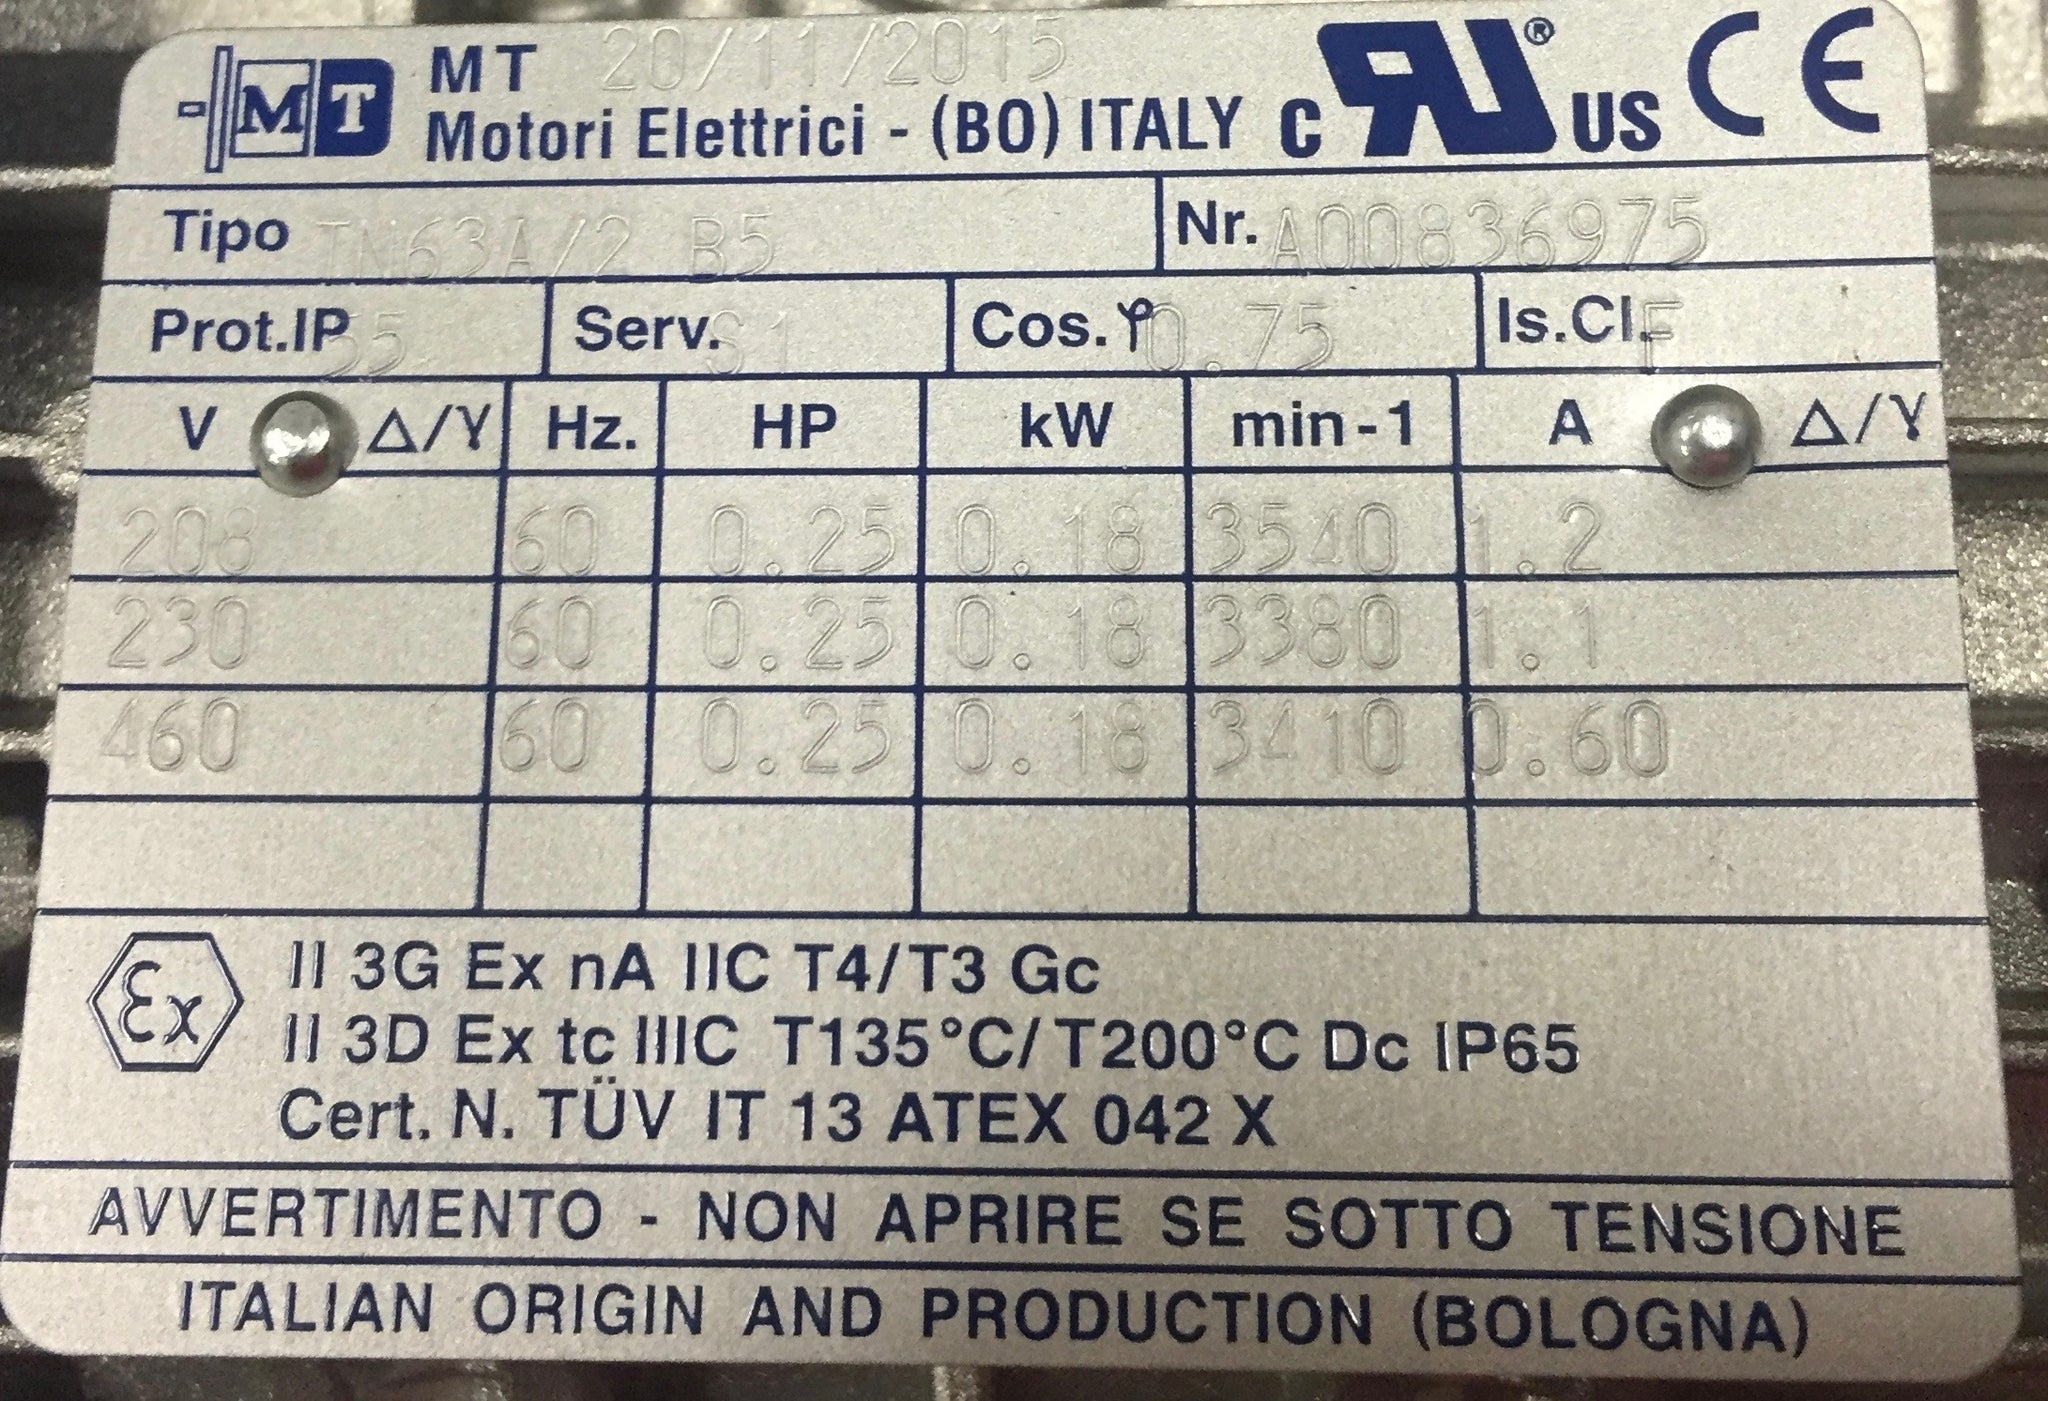 MT MT 20/11/2015
Motori Elettrici - (BO) ITALY C RU® US CE
Tipo TN63A/2 B5 Nr. A00836975
Prot.IP 55 Serv. S1 Cos.φ 0.75 Is.Cl. F
V Δ/Y Hz. HP kW min-1 A Δ/Y
208 60 0.25 0.18 3540 1.2
230 60 0.25 0.18 3380 1.1
460 60 0.25 0.18 3410 0.60
Ex II 3G Ex nA IIC T4/T3 Gc
II 3D Ex tc IIIC T135°C/T200°C Dc IP65
Cert. N. TÜV IT 13 ATEX 042 X
AVVERTIMENTO - NON APRIRE SE SOTTO TENSIONE
ITALIAN ORIGIN AND PRODUCTION (BOLOGNA)